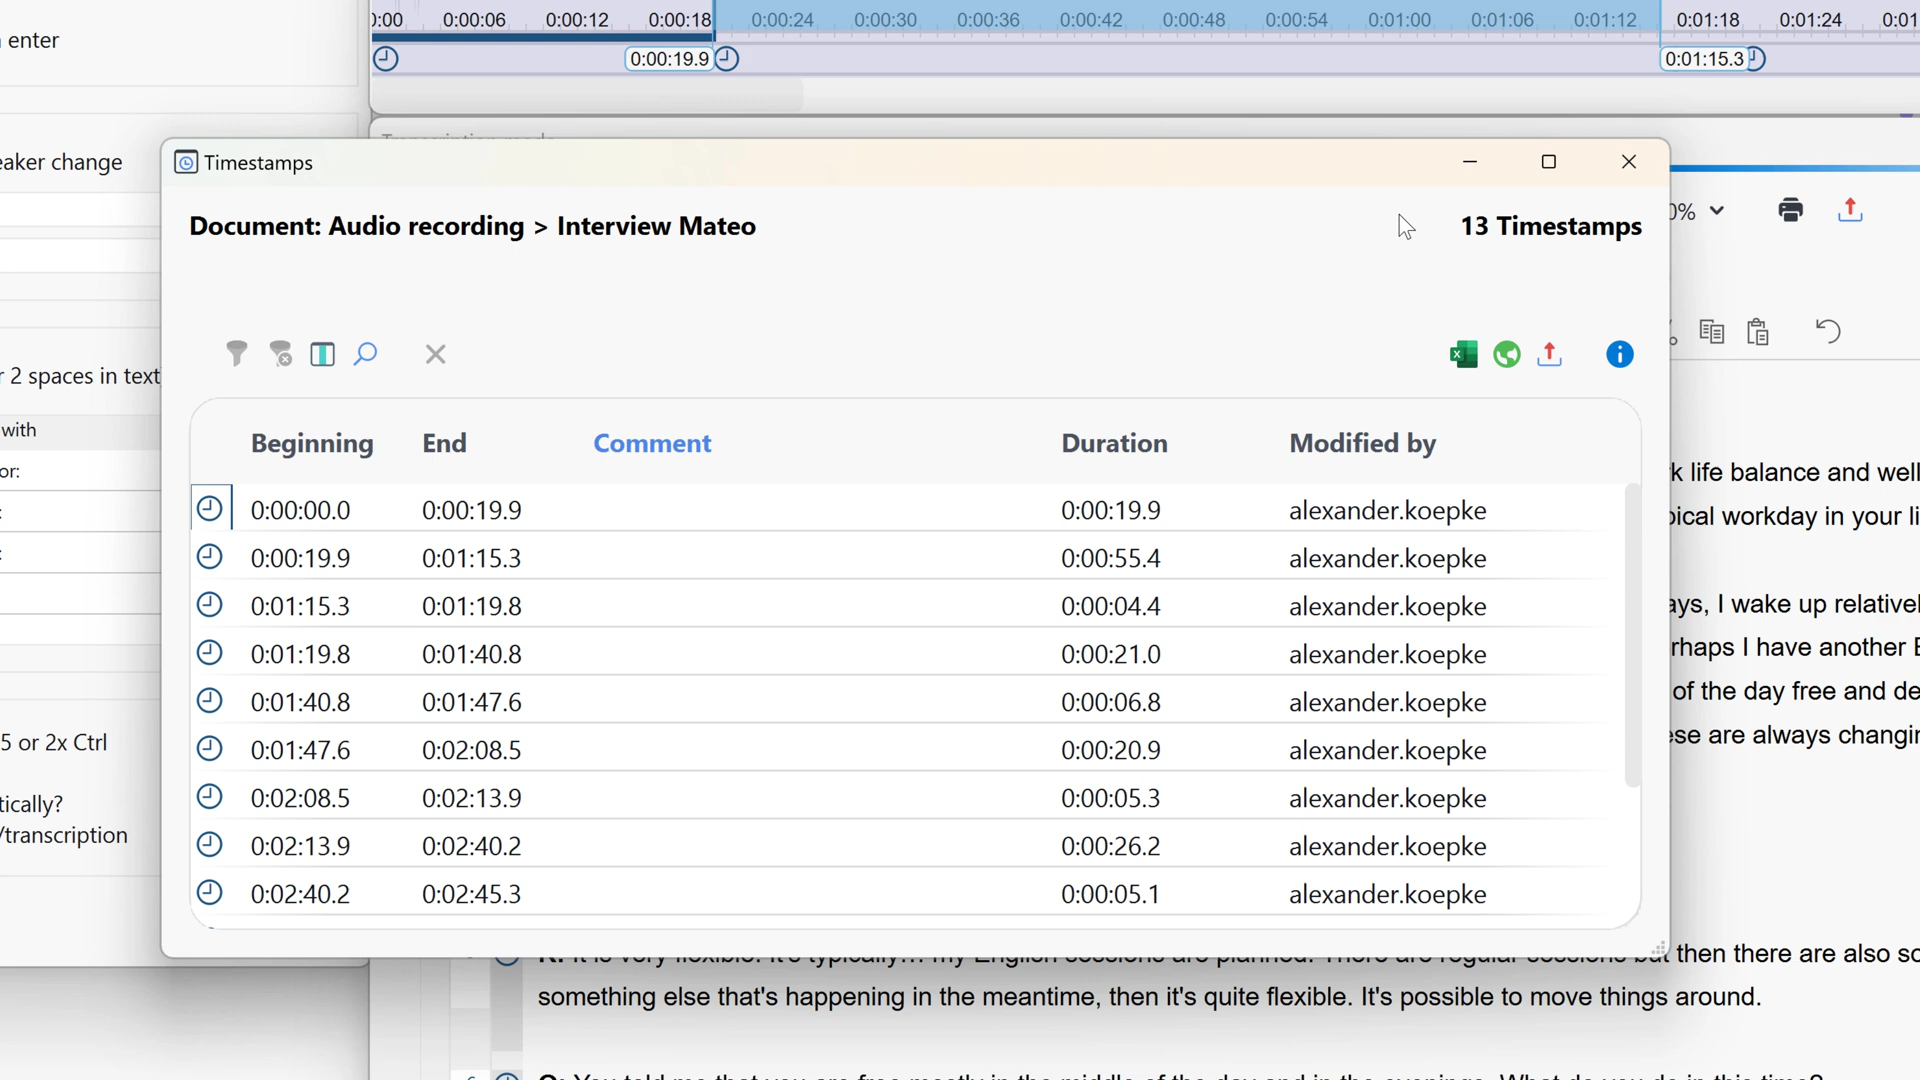 0:00 0:00:06 0:00:12 0:00:18 0:00:24 0:00:30 0:00:36 0:00:42 0:00:48 0:00:54 0:01:00 0:01:06 0:01:12 0:01:18 0:01:24 0:01
enter
0:00:19.9 0:01:15.3
eaker change
Timestamps
Document: Audio recording > Interview Mateo 13 Timestamps
0%
r 2 spaces in text
with
or:
Beginning End Comment Duration Modified by
k life balance and well
0:00:00.0 0:00:19.9 0:00:19.9 alexander.koepke
ical workday in your li
0:00:19.9 0:01:15.3 0:00:55.4 alexander.koepke
0:01:15.3 0:01:19.8 0:00:04.4 alexander.koepke
ays, I wake up relativel
0:01:19.8 0:01:40.8 0:00:21.0 alexander.koepke
rhaps I have another E
0:01:40.8 0:01:47.6 0:00:06.8 alexander.koepke
of the day free and de
0:01:47.6 0:02:08.5 0:00:20.9 alexander.koepke
ese are always changin
5 or 2x Ctrl
0:02:08.5 0:02:13.9 0:00:05.3 alexander.koepke
tically?
/transcription
0:02:13.9 0:02:40.2 0:00:26.2 alexander.koepke
0:02:40.2 0:02:45.3 0:00:05.1 alexander.koepke
then there are also so
something else that's happening in the meantime, then it's quite flexible. It's possible to move things around.